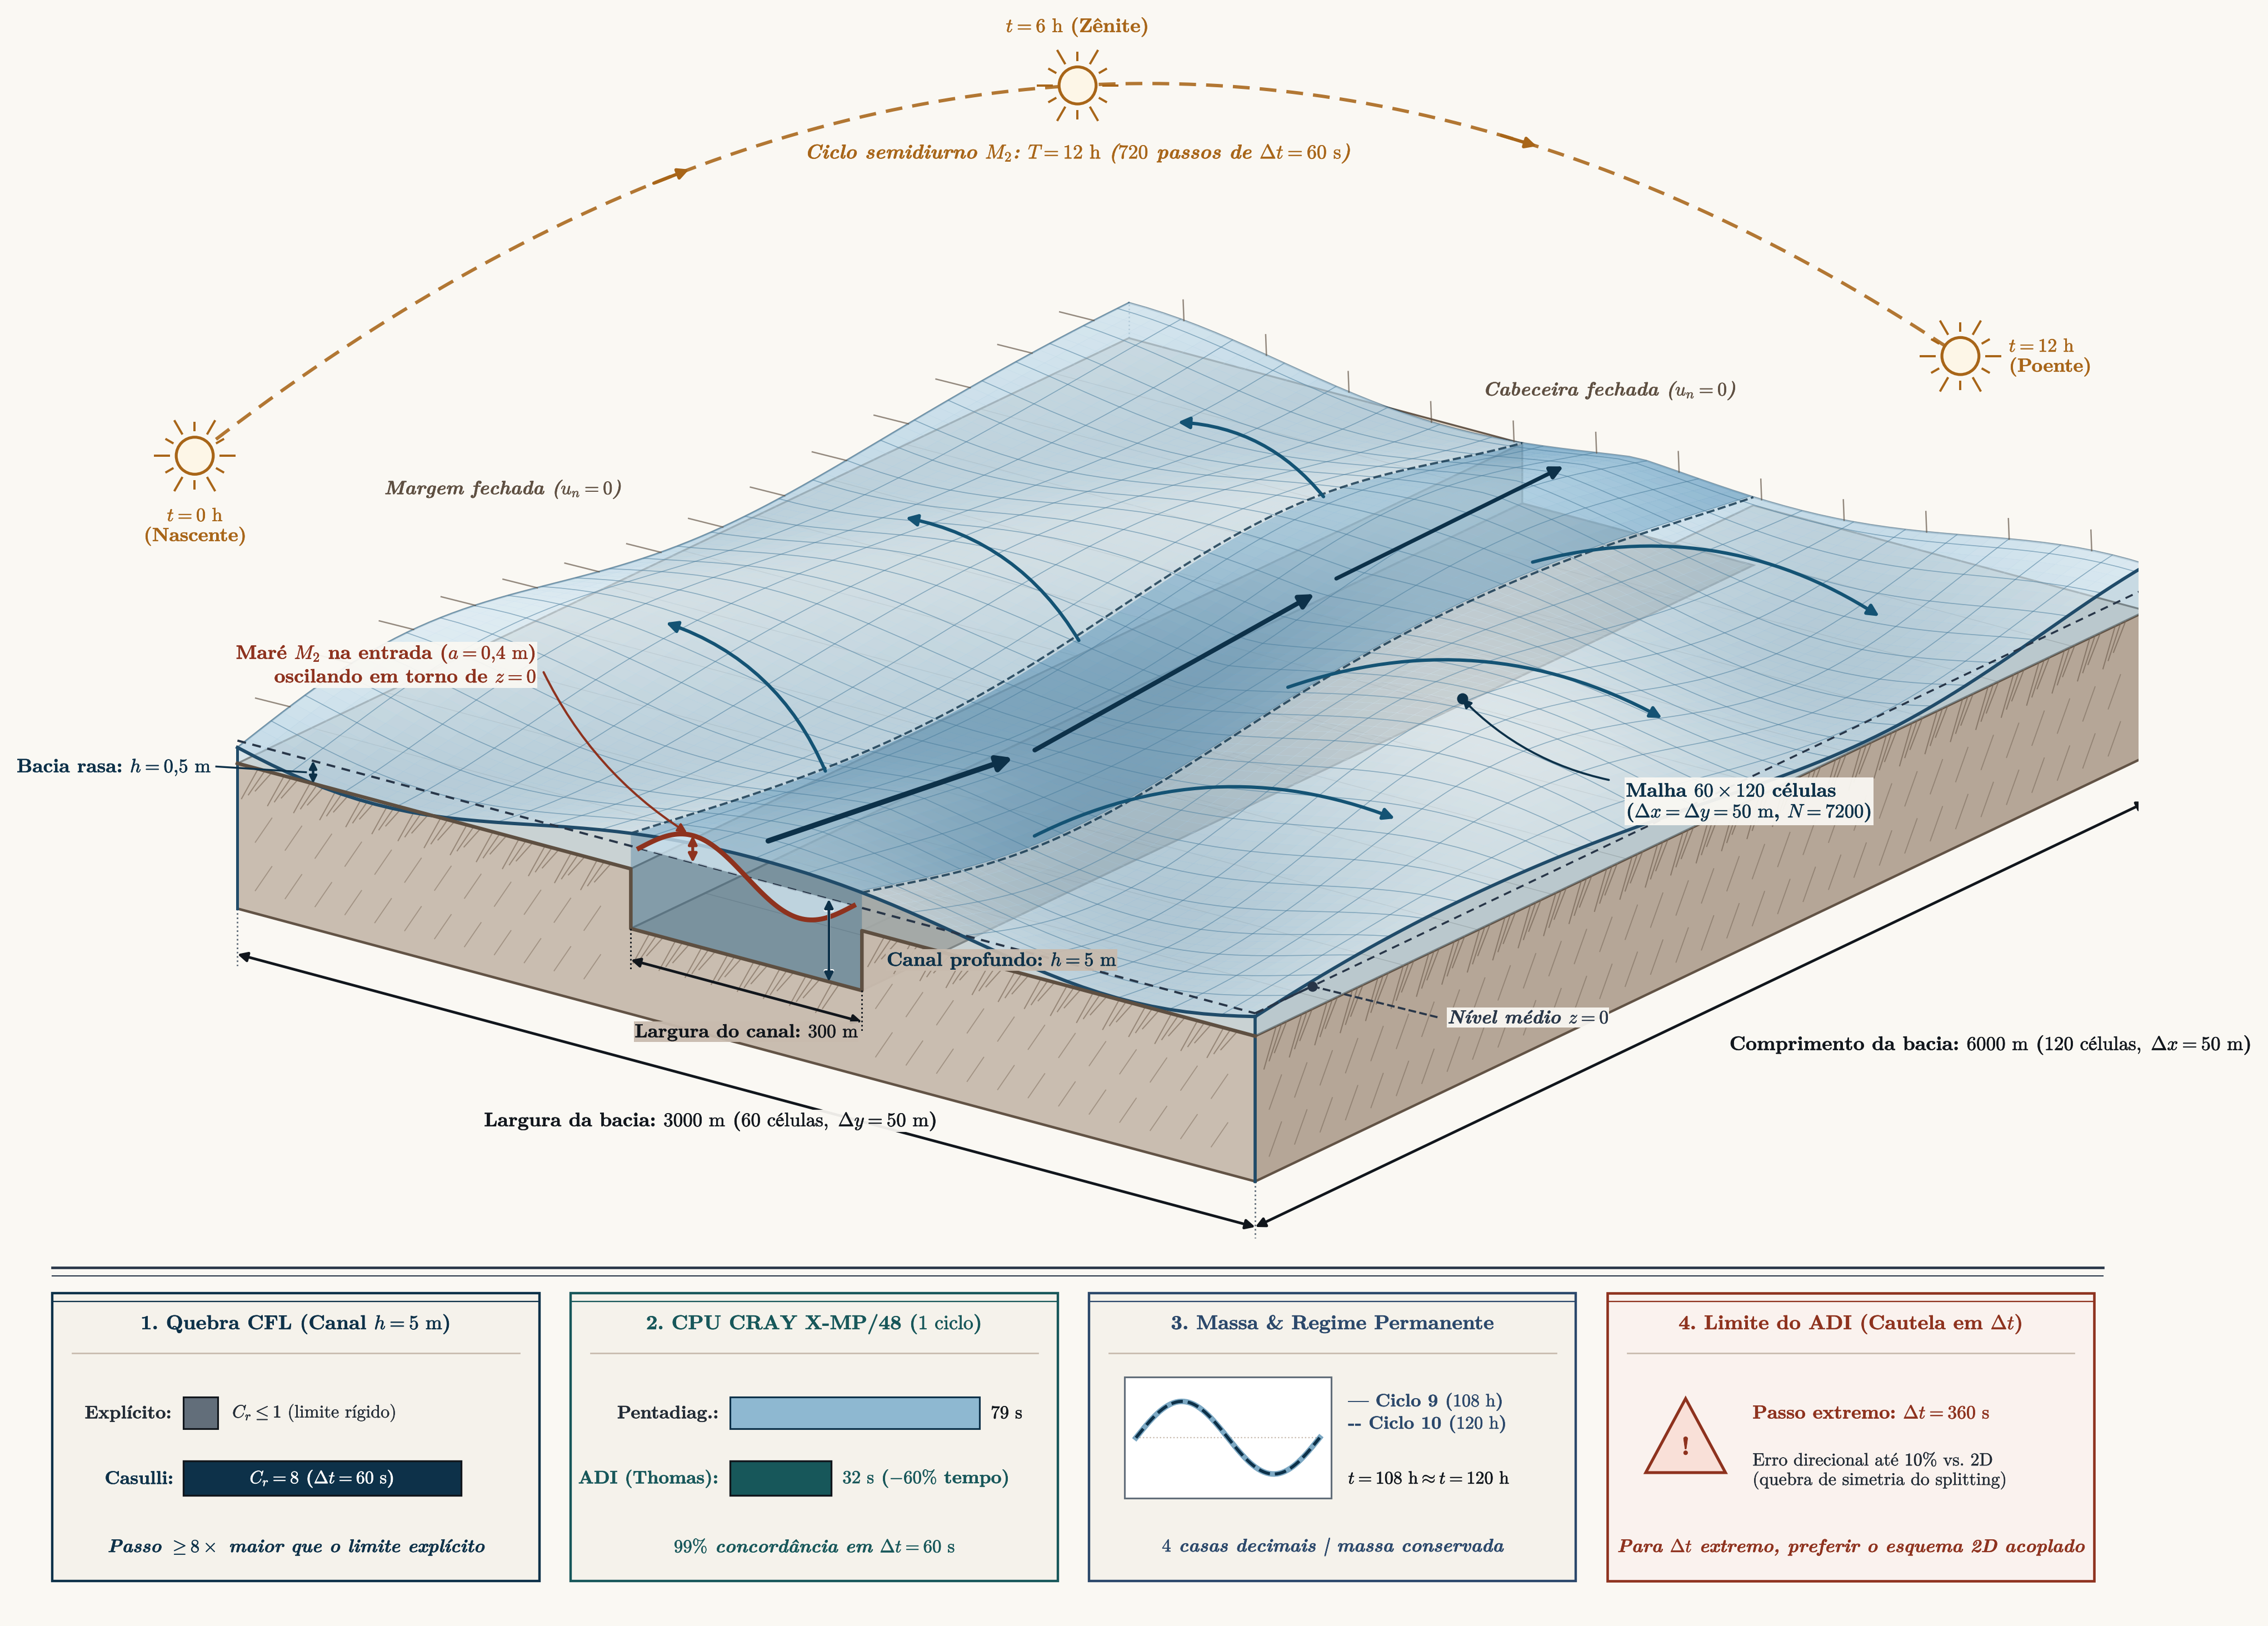 t = 6 h (Zênite)
Ciclo semidiurno M₂: T = 12 h (720 passos de Δt = 60 s)
t = 12 h
(Poente)
Cabeceira fechada (uₙ = 0)
t = 0 h
(Nascente)
Margem fechada (uₙ = 0)
Maré M₂ na entrada (a = 0,4 m)
oscilando em torno de z = 0
Bacia rasa: h = 0,5 m
Malha 60 × 120 células
(Δx = Δy = 50 m, N = 7200)
Canal profundo: h = 5 m
Nível médio z = 0
Largura do canal: 300 m
Comprimento da bacia: 6000 m (120 células, Δx = 50 m)
Largura da bacia: 3000 m (60 células, Δy = 50 m)
1. Quebra CFL (Canal h = 5 m)
Explícito:
Cᵣ ≤ 1 (limite rígido)
Casulli:
Cᵣ = 8 (Δt = 60 s)
Passo ≥ 8× maior que o limite explícito
2. CPU CRAY X-MP/48 (1 ciclo)
Pentadiag.:
79 s
ADI (Thomas):
32 s (−60% tempo)
99% concordância em Δt = 60 s
3. Massa & Regime Permanente
— Ciclo 9 (108 h)
-- Ciclo 10 (120 h)
t = 108 h ≈ t = 120 h
4 casas decimais / massa conservada
4. Limite do ADI (Cautela em Δt)
!
Passo extremo: Δt = 360 s
Erro direcional até 10% vs. 2D
(quebra de simetria do splitting)
Para Δt extremo, preferir o esquema 2D acoplado